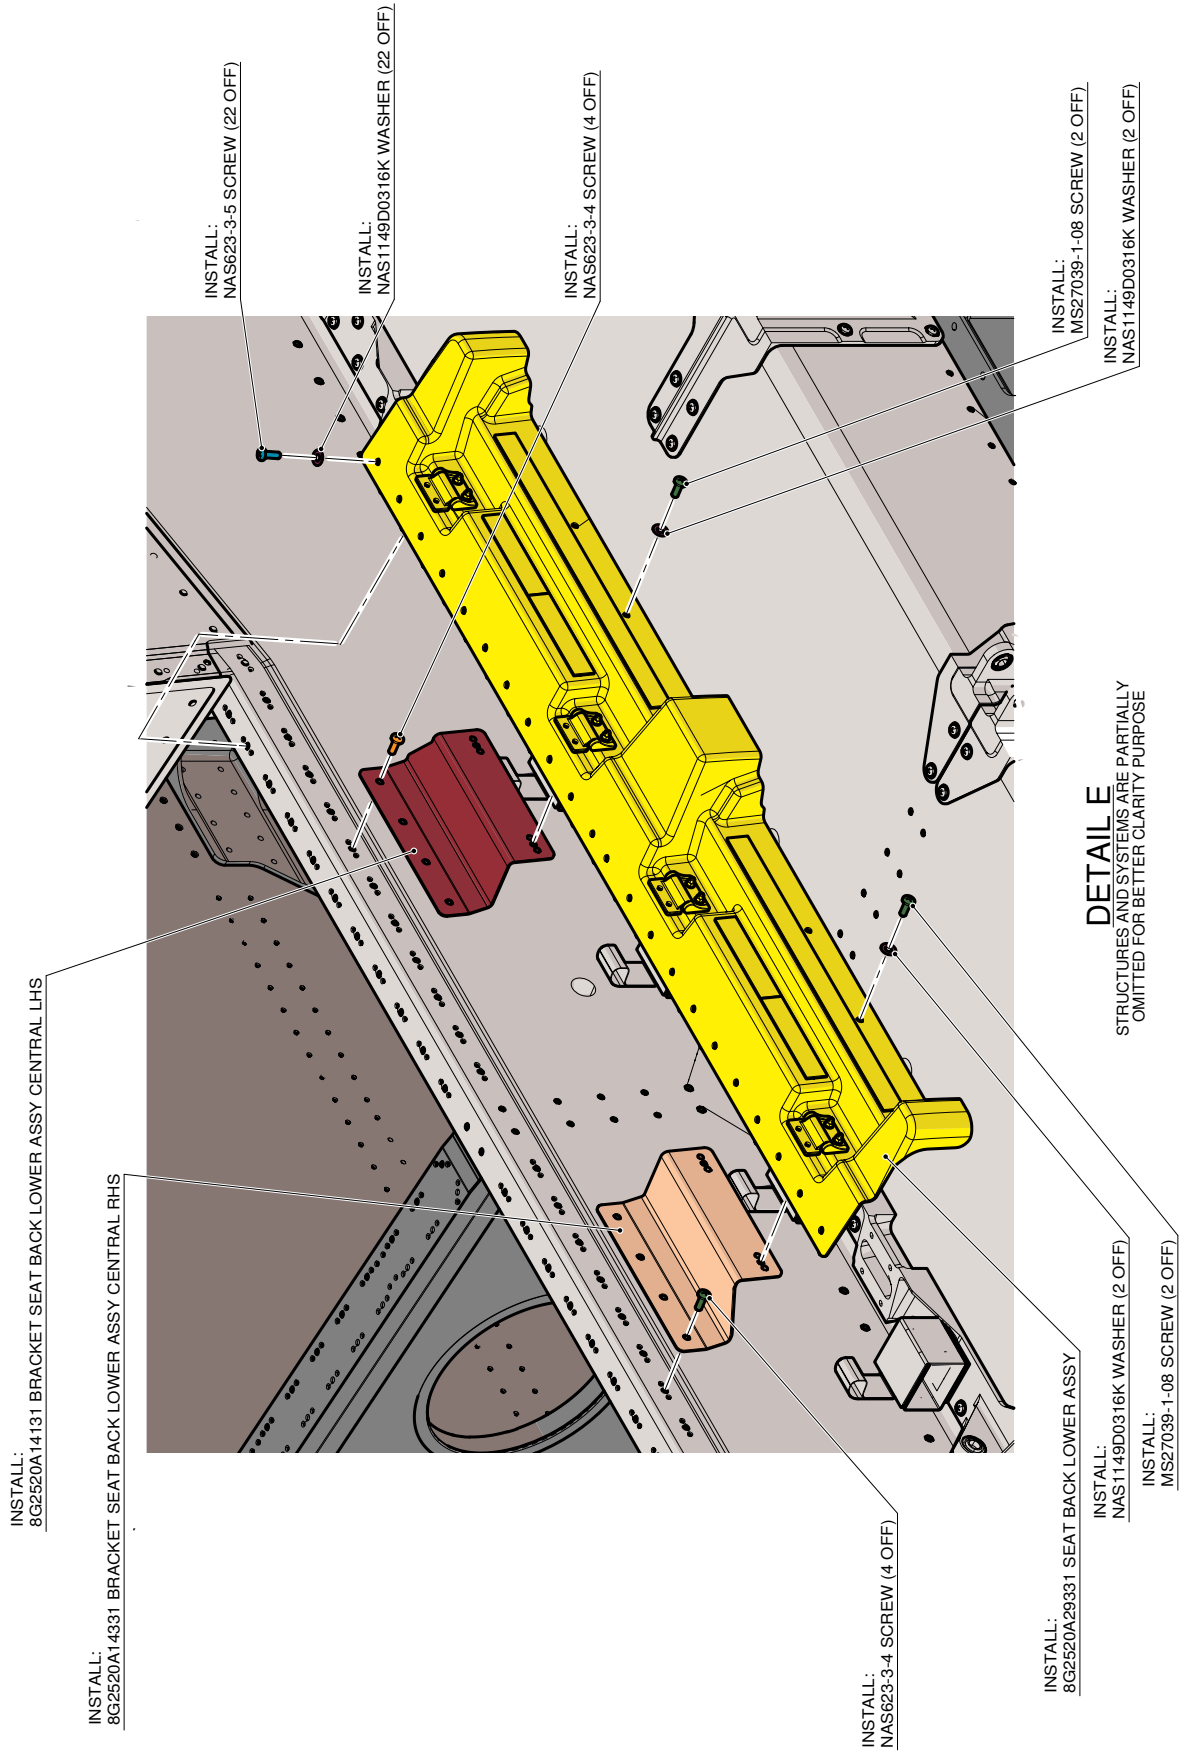 INSTALL:
8G2520A14131 BRACKET SEAT BACK LOWER ASSY CENTRAL LHS
INSTALL:
8G2520A14331 BRACKET SEAT BACK LOWER ASSY CENTRAL RHS
INSTALL:
NAS623-3-5 SCREW (22 OFF)
INSTALL:
NAS1149D0316K WASHER (22 OFF)
INSTALL:
NAS623-3-4 SCREW (4 OFF)
INSTALL:
MS27039-1-08 SCREW (2 OFF)
INSTALL:
NAS1149D0316K WASHER (2 OFF)
INSTALL:
NAS623-3-4 SCREW (4 OFF)
INSTALL:
8G2520A29331 SEAT BACK LOWER ASSY
INSTALL:
NAS1149D0316K WASHER (2 OFF)
INSTALL:
MS27039-1-08 SCREW (2 OFF)
DETAIL E
STRUCTURES AND SYSTEMS ARE PARTIALLY
OMITTED FOR BETTER CLARITY PURPOSE